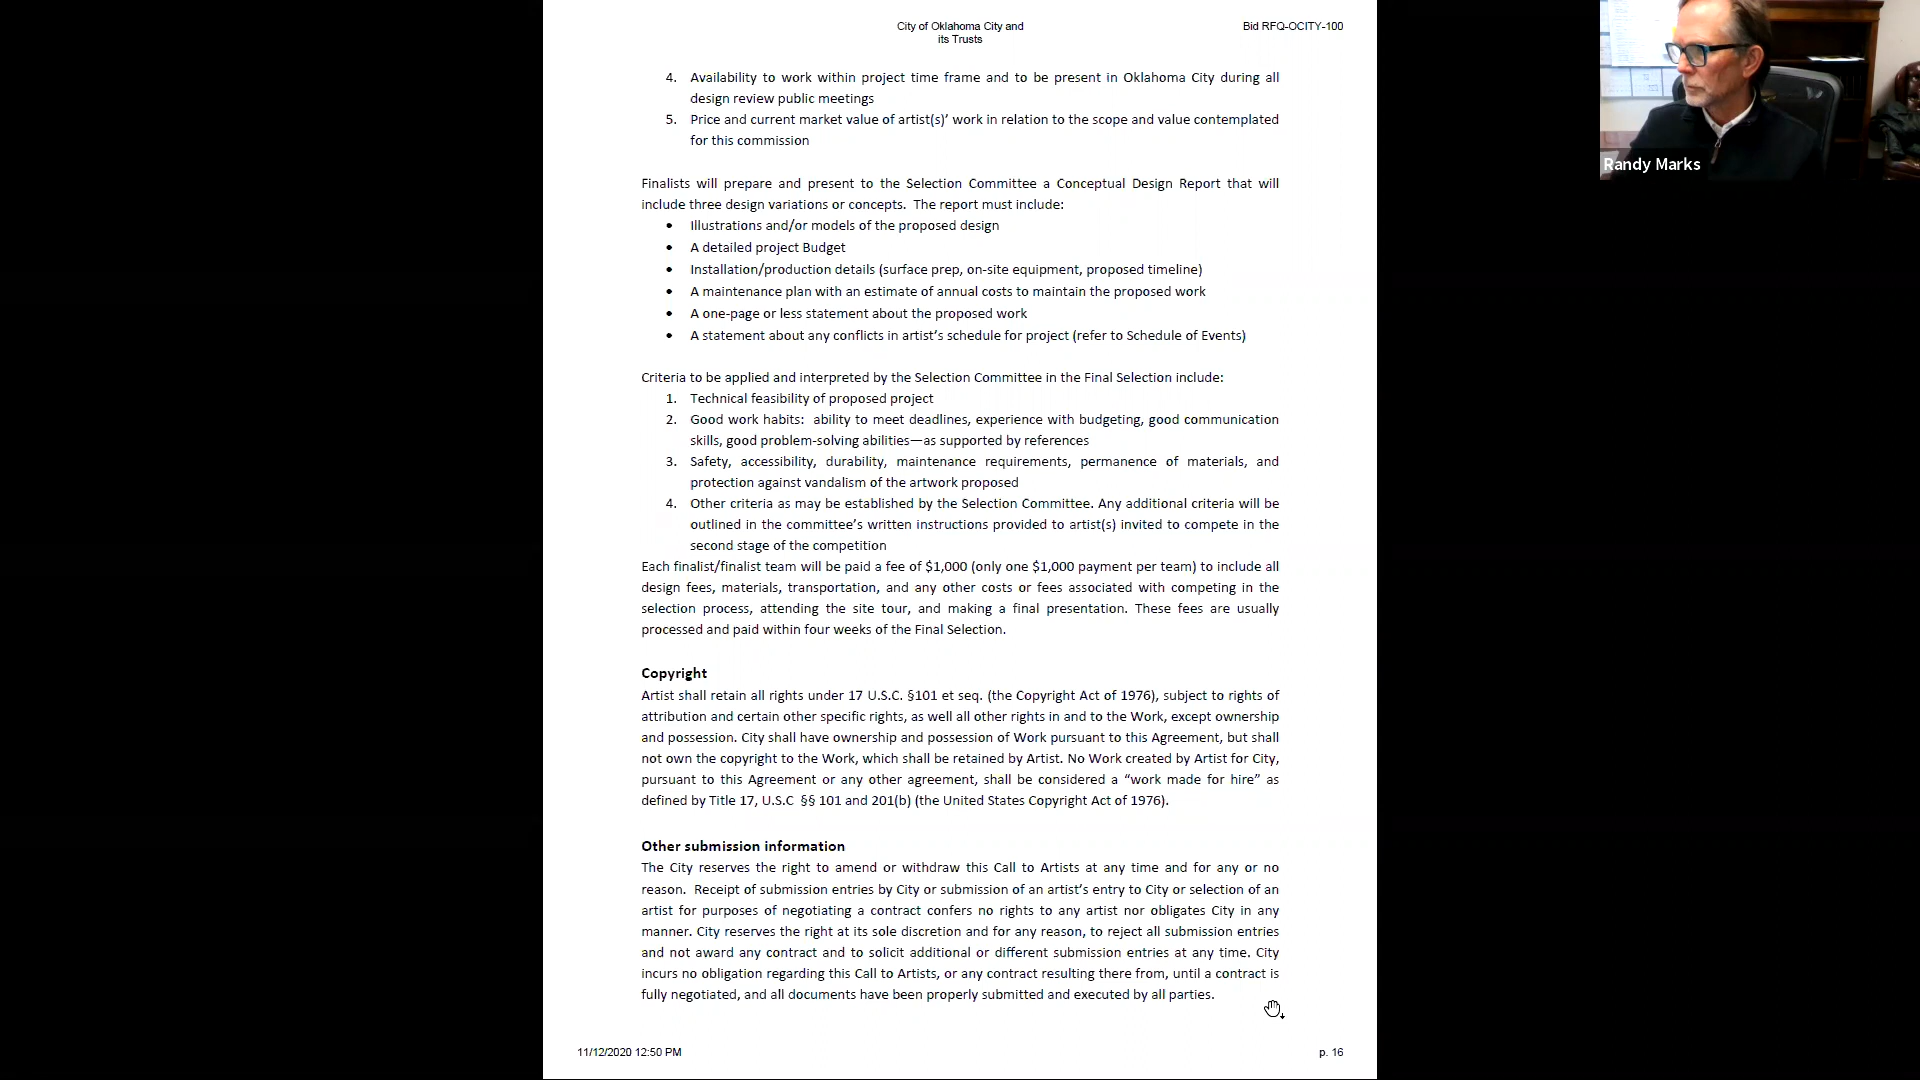 City of Oklahoma City and
its Trusts
Bid RFQ-OCITY-100
4. Availability to work within project time frame and to be present in Oklahoma City during all
design review public meetings
5. Price and current market value of artist(s)’ work in relation to the scope and value contemplated
for this commission
Finalists will prepare and present to the Selection Committee a Conceptual Design Report that will
include three design variations or concepts. The report must include:
• Illustrations and/or models of the proposed design
• A detailed project Budget
• Installation/production details (surface prep, on-site equipment, proposed timeline)
• A maintenance plan with an estimate of annual costs to maintain the proposed work
• A one-page or less statement about the proposed work
• A statement about any conflicts in artist’s schedule for project (refer to Schedule of Events)
Criteria to be applied and interpreted by the Selection Committee in the Final Selection include:
1. Technical feasibility of proposed project
2. Good work habits: ability to meet deadlines, experience with budgeting, good communication
skills, good problem-solving abilities—as supported by references
3. Safety, accessibility, durability, maintenance requirements, permanence of materials, and
protection against vandalism of the artwork proposed
4. Other criteria as may be established by the Selection Committee. Any additional criteria will be
outlined in the committee’s written instructions provided to artist(s) invited to compete in the
second stage of the competition
Each finalist/finalist team will be paid a fee of $1,000 (only one $1,000 payment per team) to include all
design fees, materials, transportation, and any other costs or fees associated with competing in the
selection process, attending the site tour, and making a final presentation. These fees are usually
processed and paid within four weeks of the Final Selection.
Copyright
Artist shall retain all rights under 17 U.S.C. §101 et seq. (the Copyright Act of 1976), subject to rights of
attribution and certain other specific rights, as well all other rights in and to the Work, except ownership
and possession. City shall have ownership and possession of Work pursuant to this Agreement, but shall
not own the copyright to the Work, which shall be retained by Artist. No Work created by Artist for City,
pursuant to this Agreement or any other agreement, shall be considered a “work made for hire” as
defined by Title 17, U.S.C §§ 101 and 201(b) (the United States Copyright Act of 1976).
Other submission information
The City reserves the right to amend or withdraw this Call to Artists at any time and for any or no
reason. Receipt of submission entries by City or submission of an artist’s entry to City or selection of an
artist for purposes of negotiating a contract confers no rights to any artist nor obligates City in any
manner. City reserves the right at its sole discretion and for any reason, to reject all submission entries
and not award any contract and to solicit additional or different submission entries at any time. City
incurs no obligation regarding this Call to Artists, or any contract resulting there from, until a contract is
fully negotiated, and all documents have been properly submitted and executed by all parties.
11/12/2020 12:50 PM
p. 16
Randy Marks